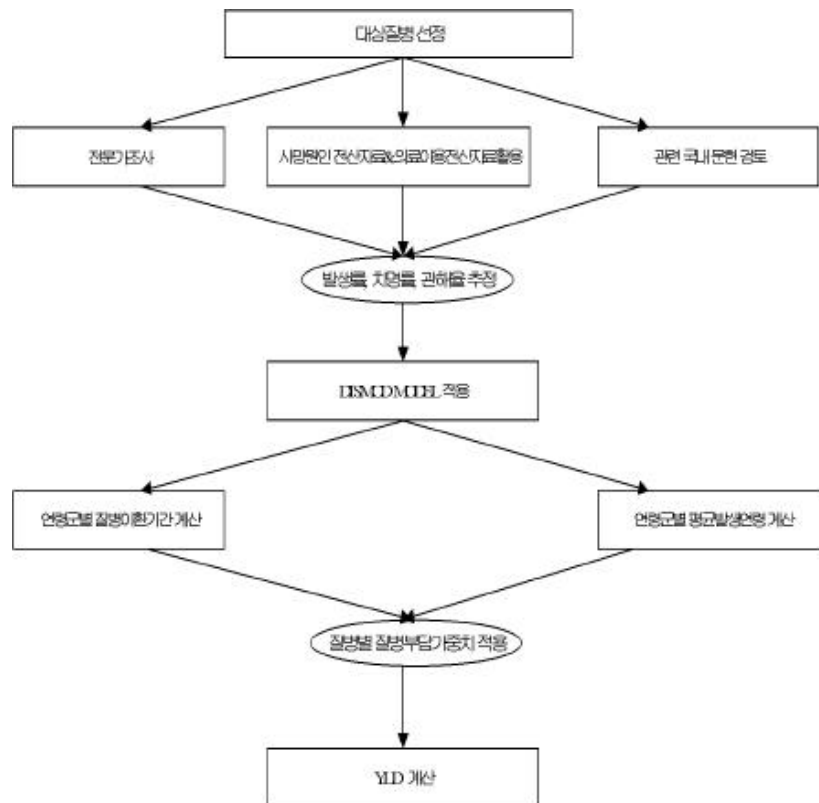 대상질병 선정
전문가조사
사망원인 전산자료&의료이용전산자료활용
관련 국내 문헌 검토
발생률, 치명률, 관해율 추정
DISMOD MODEL 적용
연령군별 질병이환기간 계산
연령군별 평균발생연령 계산
질병별 질병부담가중치 적용
YLD 계산